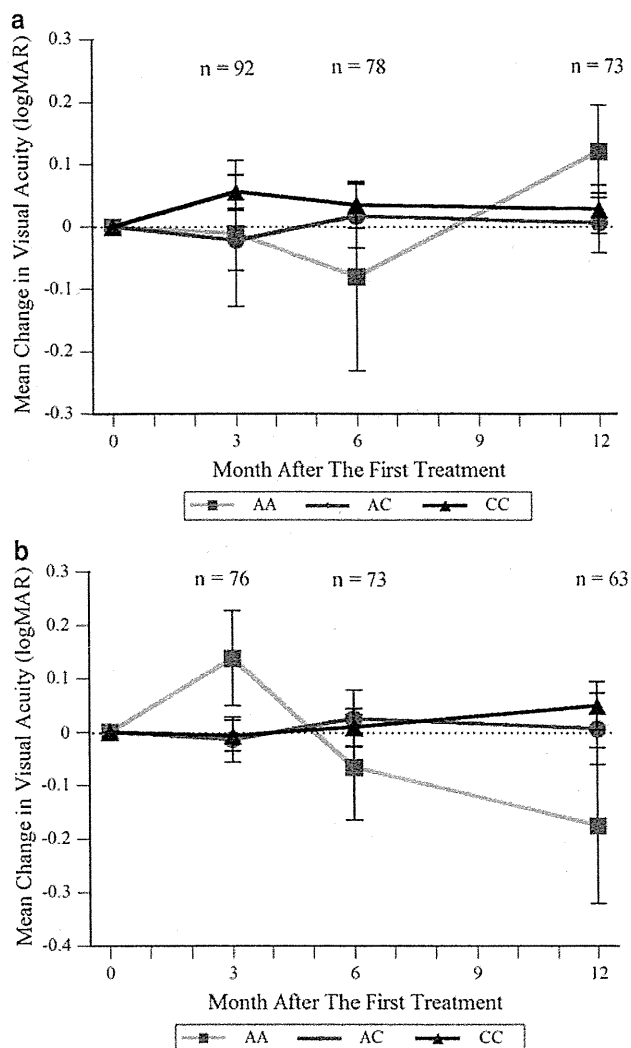 a
Mean Change in Visual Acuity (logMAR)
0.3
0.2
0.1
0
-0.1
-0.2
-0.3
n = 92 n = 78 n = 73
0 3 6 9 12
Month After The First Treatment
AA AC CC
b
Mean Change in Visual Acuity (logMAR)
0.3
0.2
0.1
0
-0.1
-0.2
-0.3
-0.4
n = 76 n = 73 n = 63
0 3 6 9 12
Month After The First Treatment
AA AC CC